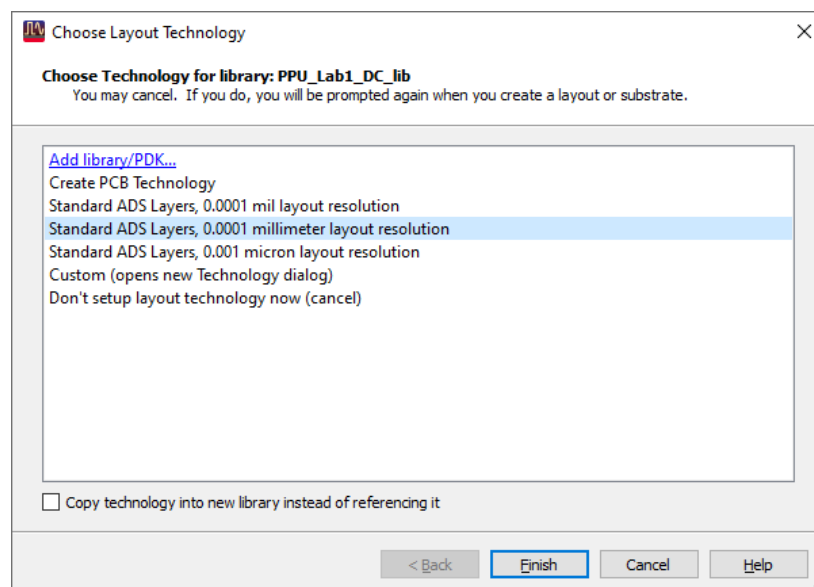 Choose Layout Technology
Choose Technology for library: PPU_Lab1_DC_lib
You may cancel. If you do, you will be prompted again when you create a layout or substrate.
Add library/PDK...
Create PCB Technology
Standard ADS Layers, 0.0001 mil layout resolution
Standard ADS Layers, 0.0001 millimeter layout resolution
Standard ADS Layers, 0.001 micron layout resolution
Custom (opens new Technology dialog)
Don't setup layout technology now (cancel)
Copy technology into new library instead of referencing it
< Back Finish Cancel Help